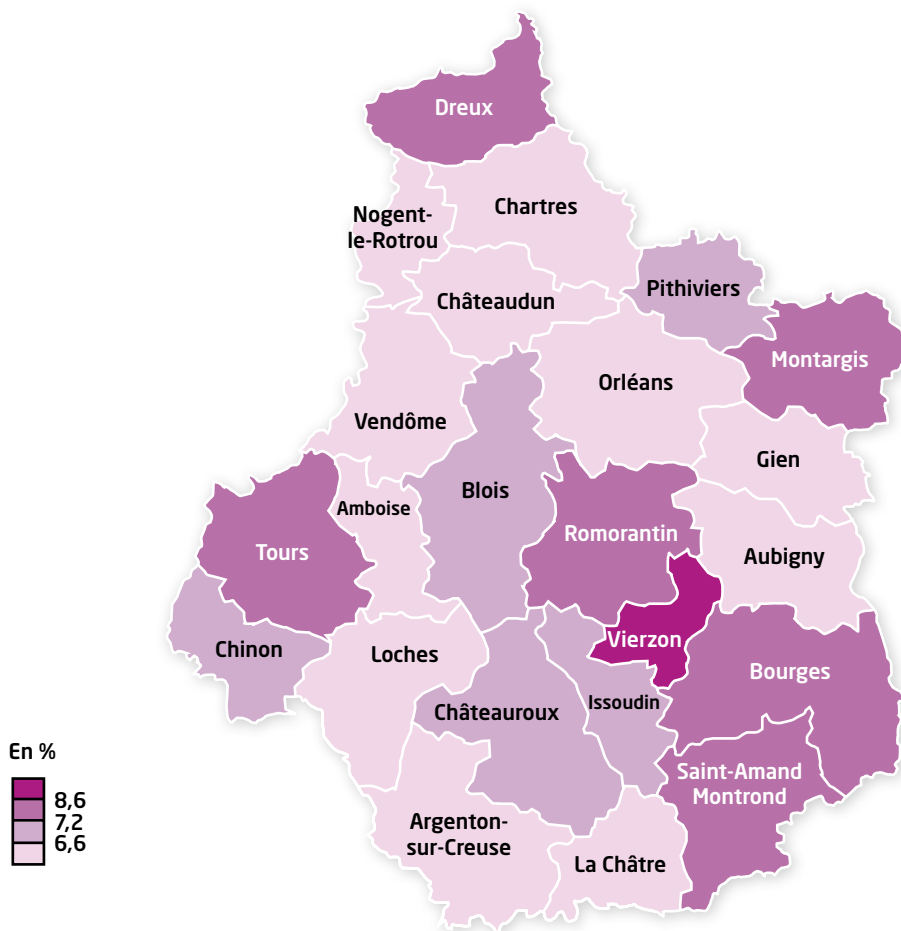 Dreux
Chartres
Nogent-
le-Rotrou
Châteaudun
Pithiviers
Montargis
Orléans
Vendôme
Gien
Blois
Amboise
Romorantin
Tours
Aubigny
Vierzon
Chinon
Loches
Bourges
Issoudin
Châteauroux
Saint-Amand
Montrond
Argenton-
sur-Creuse
La Châtre
En %
8,6
7,2
6,6